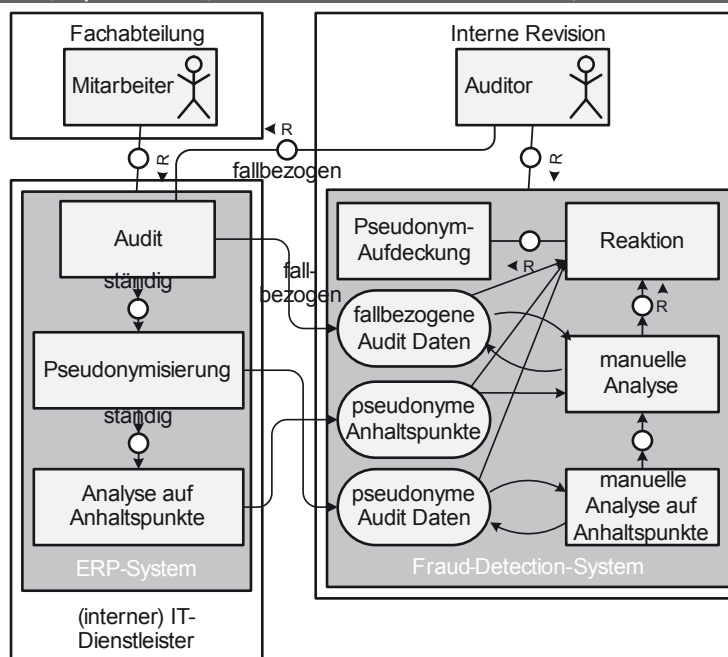 Fachabteilung
Mitarbeiter
Interne Revision
Auditor
R
R
fallbezogen
R
Audit
ständig
fall-
bezogen
Pseudonymisierung
ständig
Analyse auf
Anhaltspunkte
ERP-System
(interner) IT-
Dienstleister
Pseudonym-
Aufdeckung
R
Reaktion
fallbezogene
Audit Daten
R
manuelle
Analyse
pseudonyme
Anhaltspunkte
pseudonyme
Audit Daten
manuelle
Analyse auf
Anhaltspunkte
Fraud-Detection-System